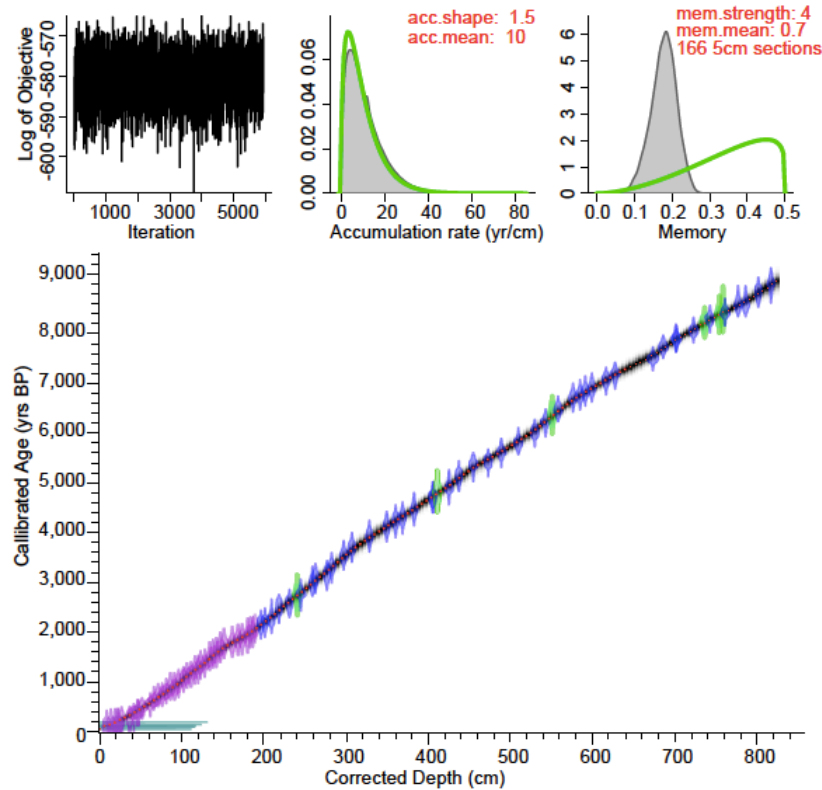 acc.shape: 1.5
acc.mean: 10
mem.strength: 4
mem.mean: 0.7
166 5cm sections
Log of Objective
-600 -590 -580 -570
1000 3000 5000
Iteration
0.00 0.02 0.04 0.06
0 20 40 60 80
Accumulation rate (yr/cm)
0 1 2 3 4 5 6
0.0 0.1 0.2 0.3 0.4 0.5
Memory
Callibrated Age (yrs BP)
9,000
8,000
7,000
6,000
5,000
4,000
3,000
2,000
1,000
0
0 100 200 300 400 500 600 700 800
Corrected Depth (cm)